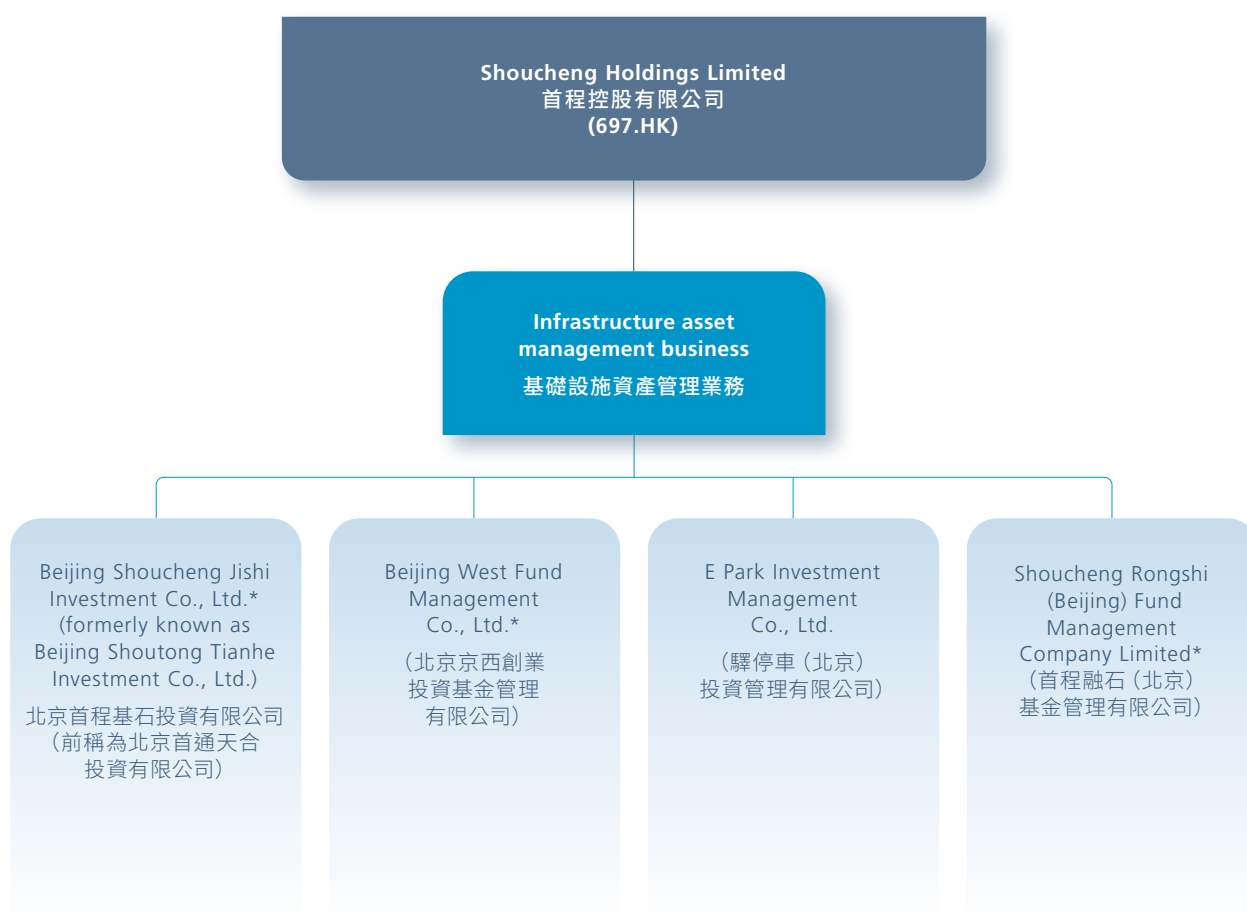 Shoucheng Holdings Limited
首程控股有限公司
(697.HK)
Infrastructure asset
management business
基礎設施資產管理業務
Beijing Shoucheng Jishi
Investment Co., Ltd.*
(formerly known as
Beijing Shoutong Tianhe
Investment Co., Ltd.)
北京首程基石投資有限公司
（前稱為北京首通天合
投資有限公司）
Beijing West Fund
Management
Co., Ltd.*
（北京京西創業
投資基金管理
有限公司）
E Park Investment
Management
Co., Ltd.
（驛停車（北京）
投資管理有限公司）
Shoucheng Rongshi
(Beijing) Fund
Management
Company Limited*
（首程融石（北京）
基金管理有限公司）